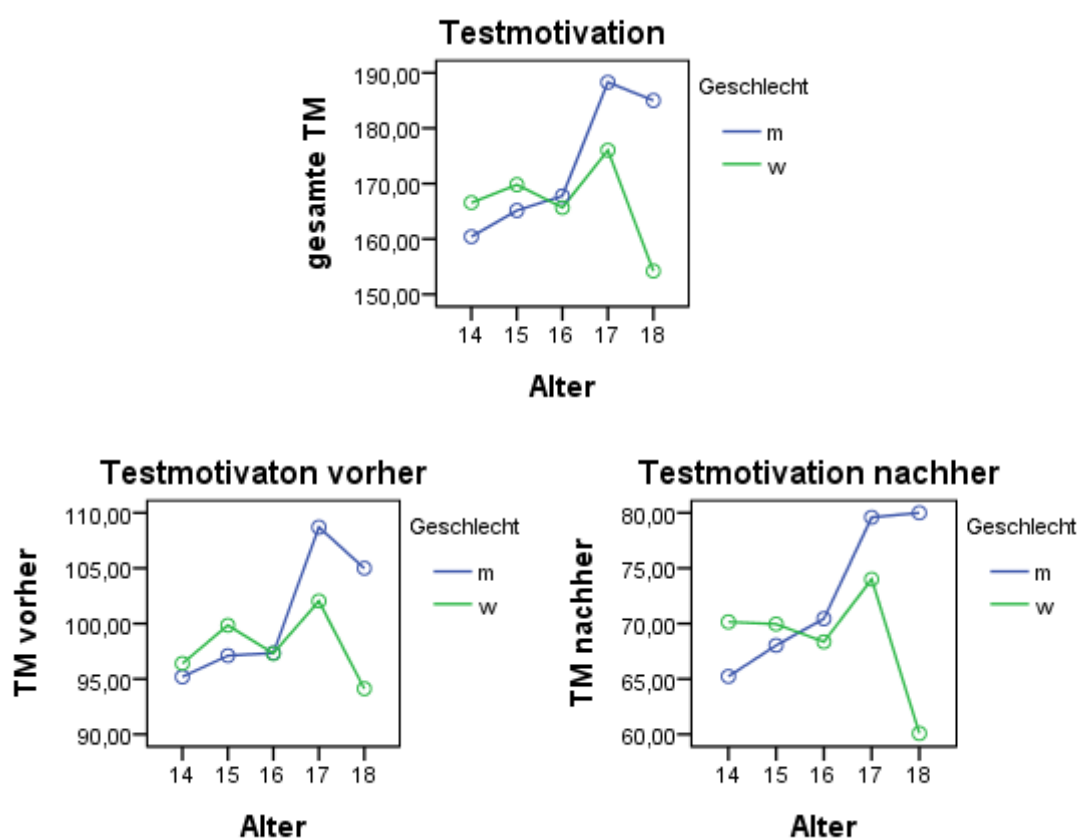 Testmotivation
gesamte TM
190,00
180,00
170,00
160,00
150,00
14 15 16 17 18
Alter
Geschlecht
m
w
Testmotivaton vorher
TM vorher
110,00
105,00
100,00
95,00
90,00
14 15 16 17 18
Alter
Geschlecht
m
w
Testmotivation nachher
TM nachher
80,00
75,00
70,00
65,00
60,00
14 15 16 17 18
Alter
Geschlecht
m
w